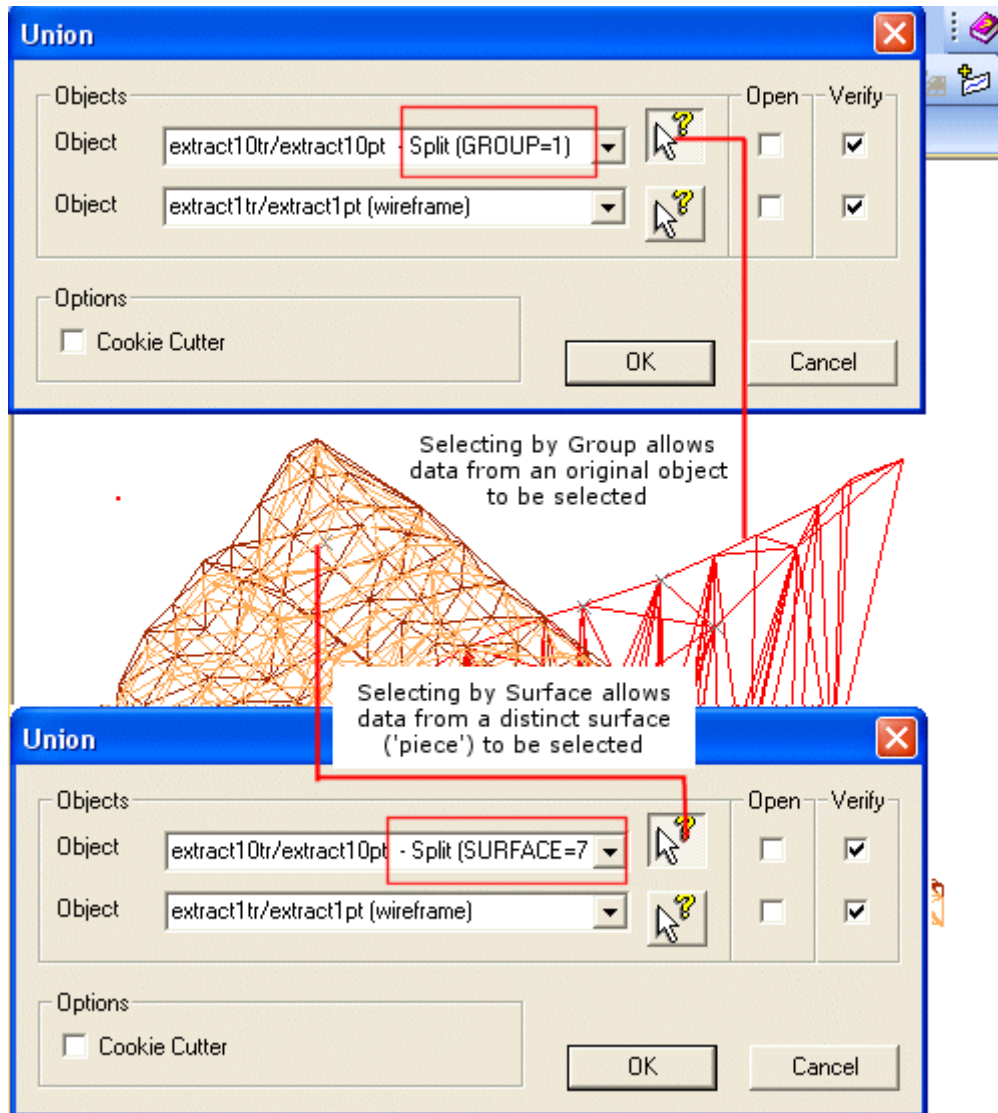 Union
Objects
Open
Verify
Object
extract10tr/extract10pt - Split (GROUP=1)
Object
extract1tr/extract1pt (wireframe)
Options
Cookie Cutter
OK
Cancel
Selecting by Group allows
data from an original object
to be selected
Selecting by Surface allows
data from a distinct surface
('piece') to be selected
Union
Objects
Open
Verify
Object
extract10tr/extract10pt - Split (SURFACE=7
Object
extract1tr/extract1pt (wireframe)
Options
Cookie Cutter
OK
Cancel